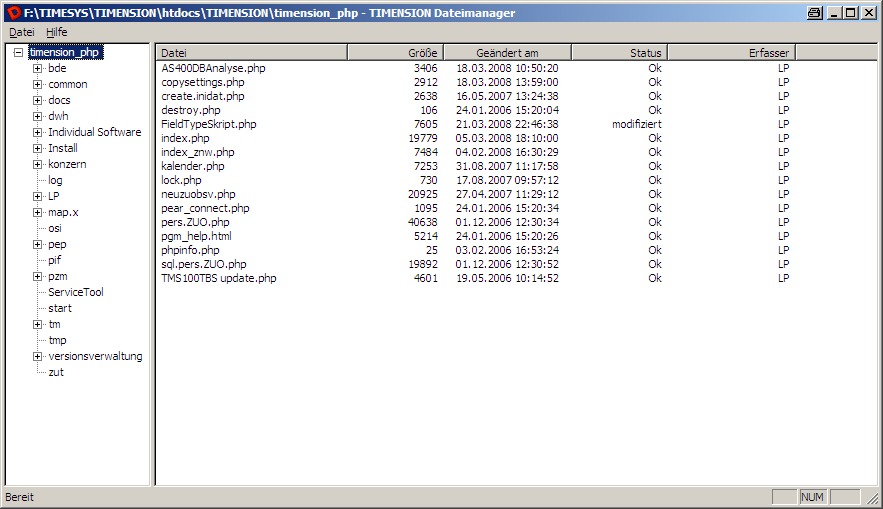 F:\TIMESYS\TIMENSION\htdocs\TIMENSION\timension_php - TIMENSION Dateimanager
Datei Hilfe
timension_php
bde
common
docs
dwh
Individual Software
Install
konzern
log
LP
map.x
osi
pep
pif
pzm
ServiceTool
start
tm
tmp
versionsverwaltung
zut
Datei Größe Geändert am Status Erfasser
AS400DBAnalyse.php 3406 18.03.2008 10:50:20 Ok LP
copysettings.php 2912 18.03.2008 13:59:00 Ok LP
create.inidat.php 2638 16.05.2007 13:24:38 Ok LP
destroy.php 106 24.01.2006 15:20:04 Ok LP
FieldTypeSkript.php 7605 21.03.2008 22:46:38 modifiziert LP
index.php 19779 05.03.2008 18:10:00 Ok LP
index_znw.php 7484 04.02.2008 16:30:29 Ok LP
kalender.php 7253 31.08.2007 11:17:58 Ok LP
lock.php 730 17.08.2007 09:57:12 Ok LP
neuzuobsv.php 20925 27.04.2007 11:29:12 Ok LP
pear_connect.php 1095 24.01.2006 15:20:34 Ok LP
pers.ZUO.php 40638 01.12.2006 12:30:34 Ok LP
pgm_help.html 5214 24.01.2006 15:20:26 Ok LP
phpinfo.php 25 03.02.2006 16:53:24 Ok LP
sql.pers.ZUO.php 19892 01.12.2006 12:30:52 Ok LP
TMS100TBS update.php 4601 19.05.2006 10:14:52 Ok LP
Bereit NUM